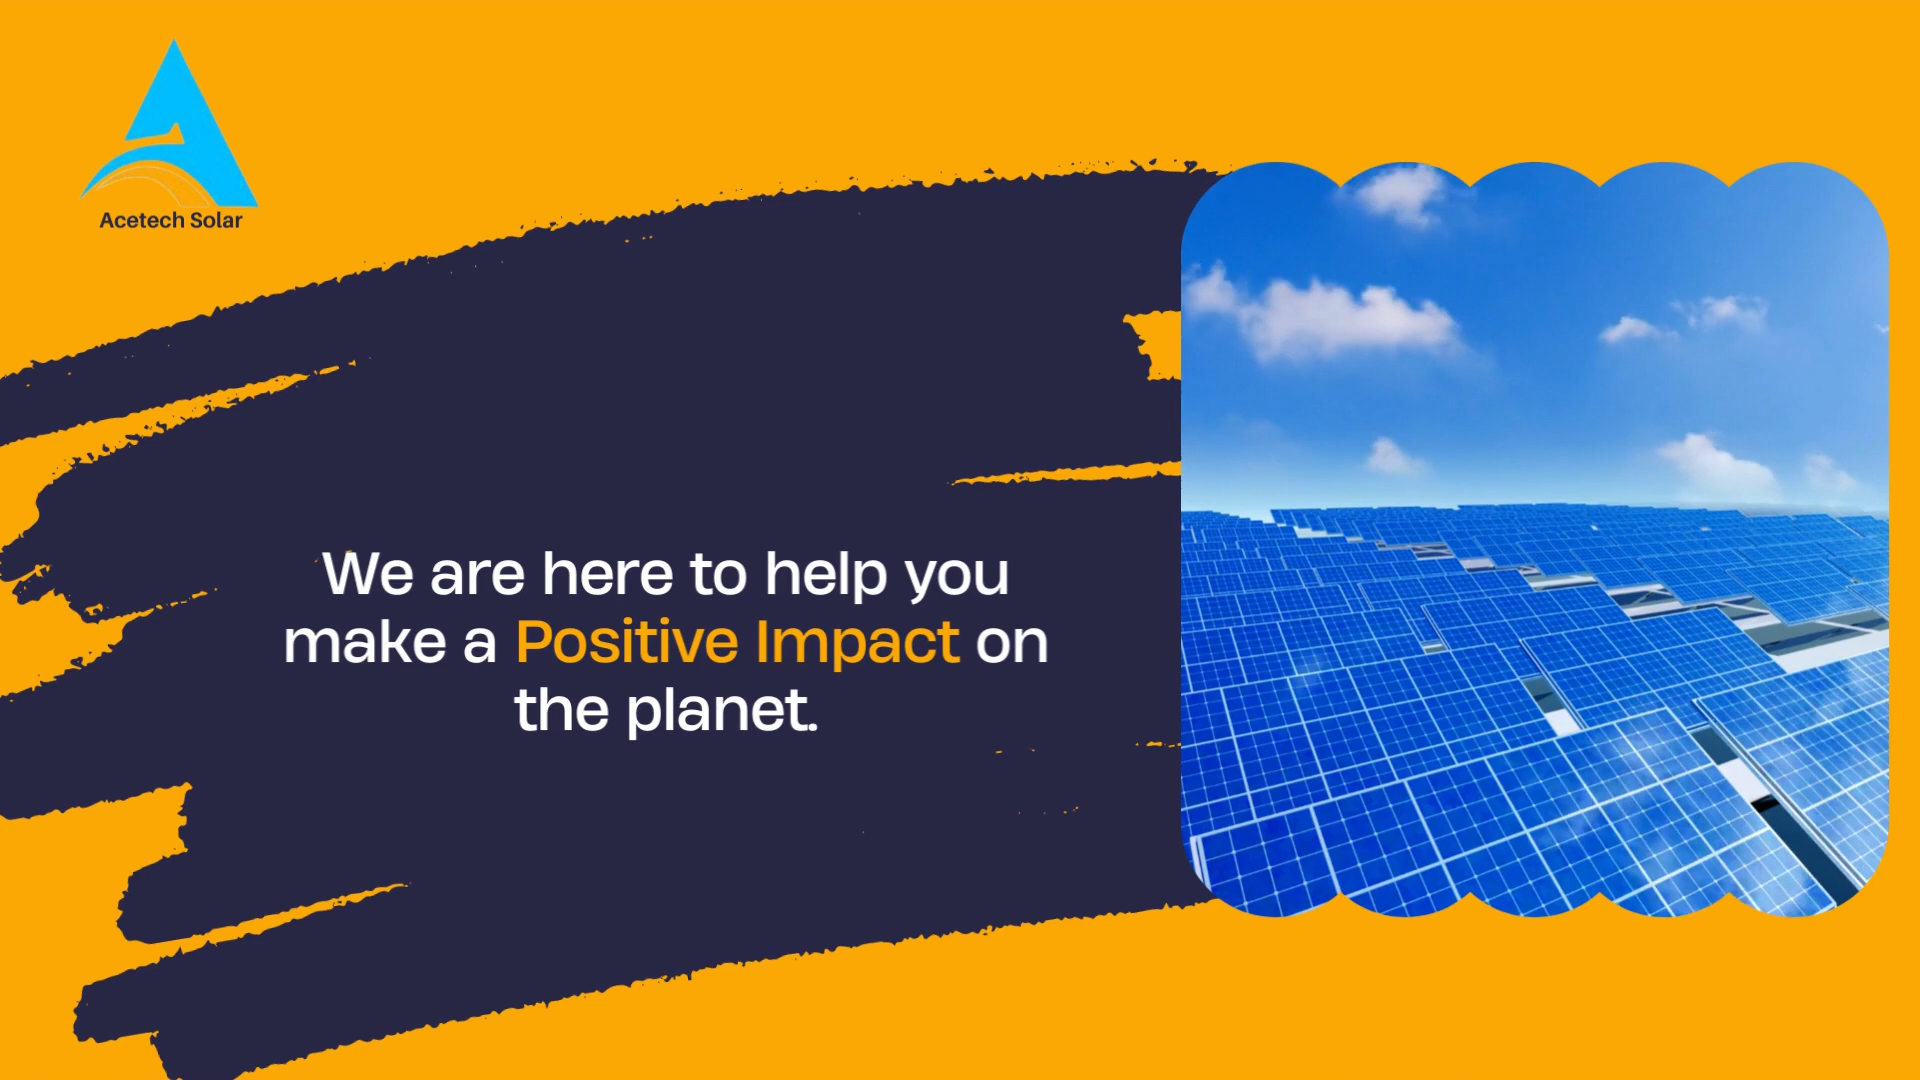 Acetech Solar
We are here to help you
make a Positive Impact on
the planet.